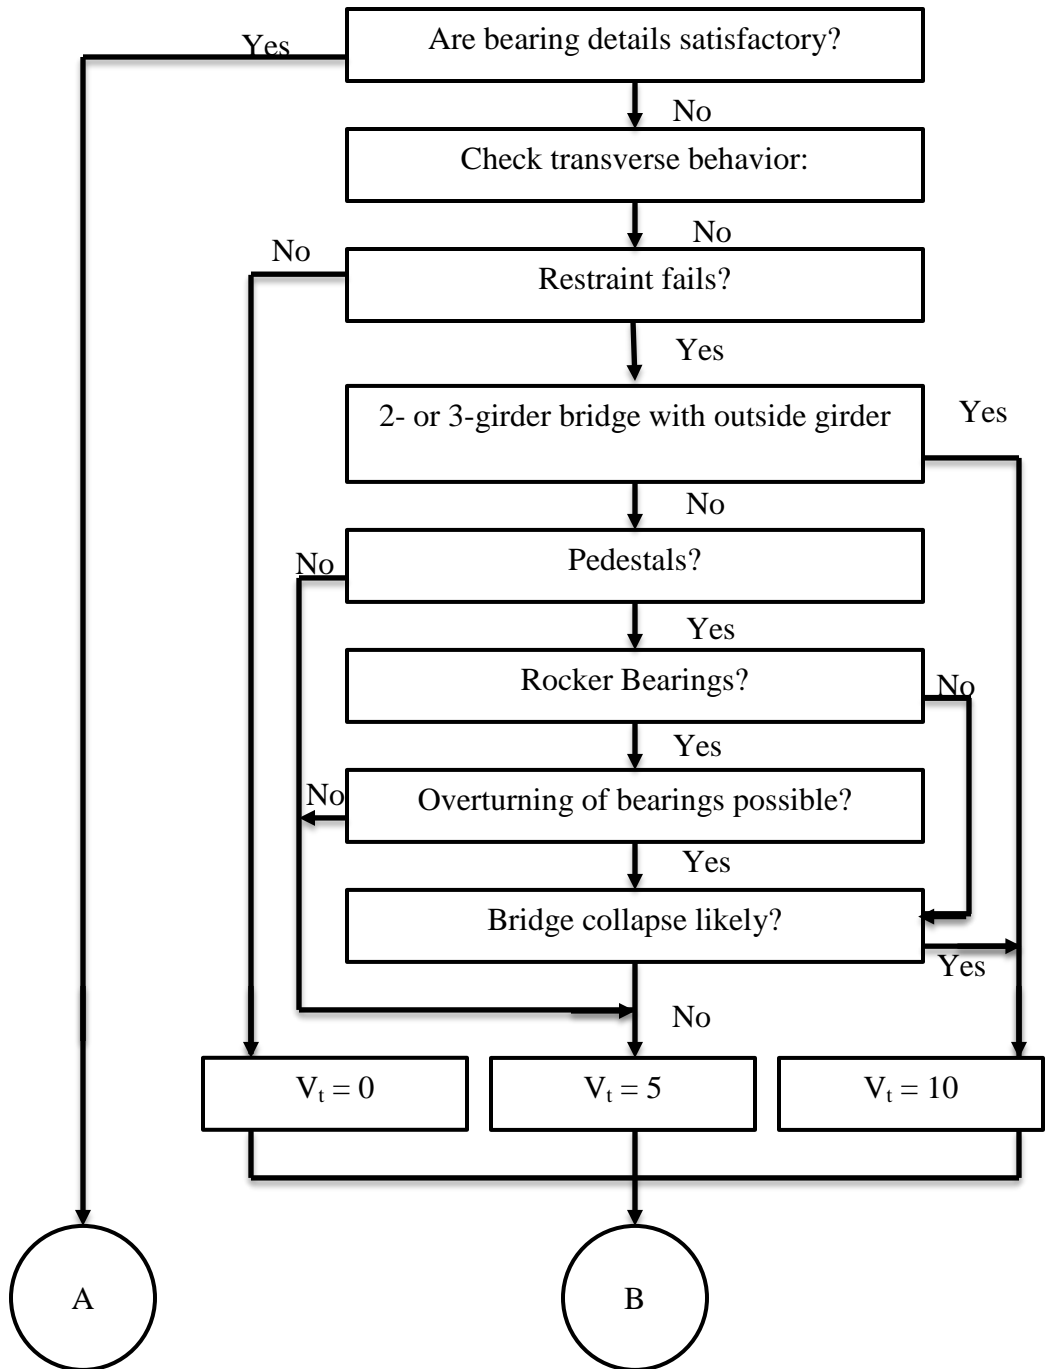 Are bearing details satisfactory?
Yes
No
Check transverse behavior:
No
No
Restraint fails?
Yes
2- or 3-girder bridge with outside girder
Yes
No
Pedestals?
No
Yes
Rocker Bearings?
No
Yes
Overturning of bearings possible?
No
Yes
Bridge collapse likely?
Yes
No
Vt = 0
Vt = 5
Vt = 10
A
B